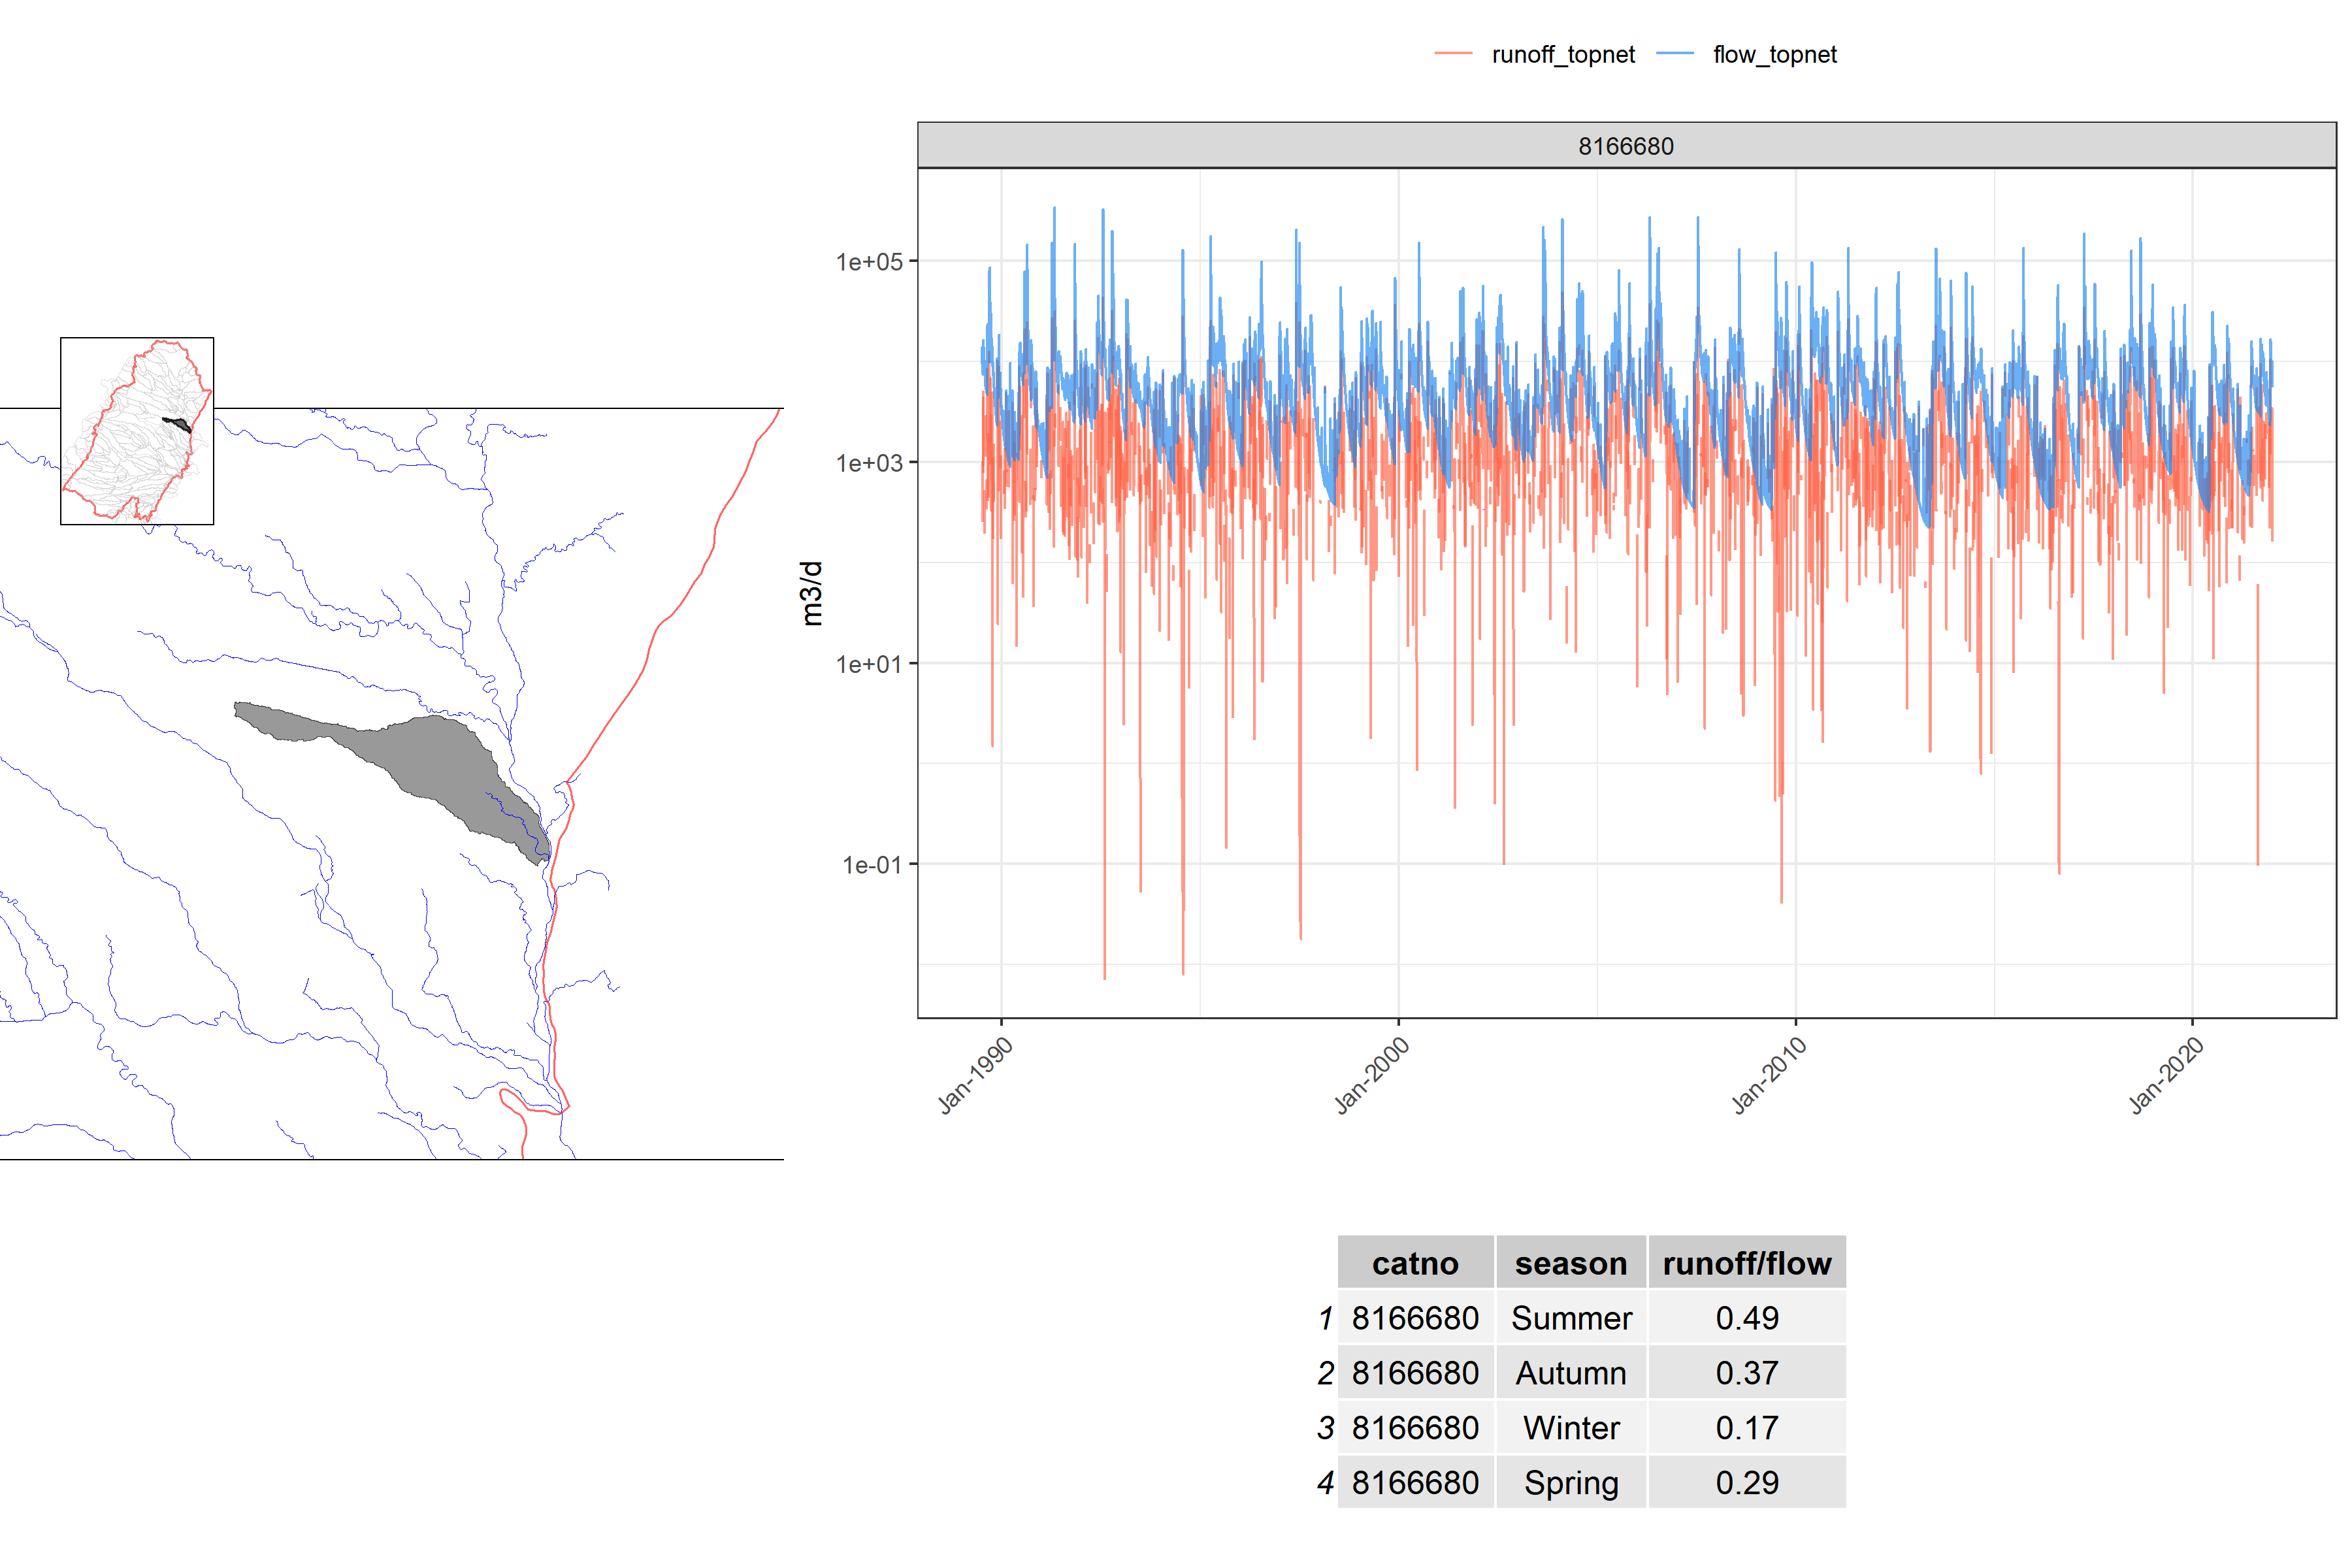 runoff_topnet flow_topnet
8166680
m3/d
1e+05
1e+03
1e+01
1e-01
Jan-1990 Jan-2000 Jan-2010 Jan-2020
catno season runoff/flow
1 8166680 Summer 0.49
2 8166680 Autumn 0.37
3 8166680 Winter 0.17
4 8166680 Spring 0.29